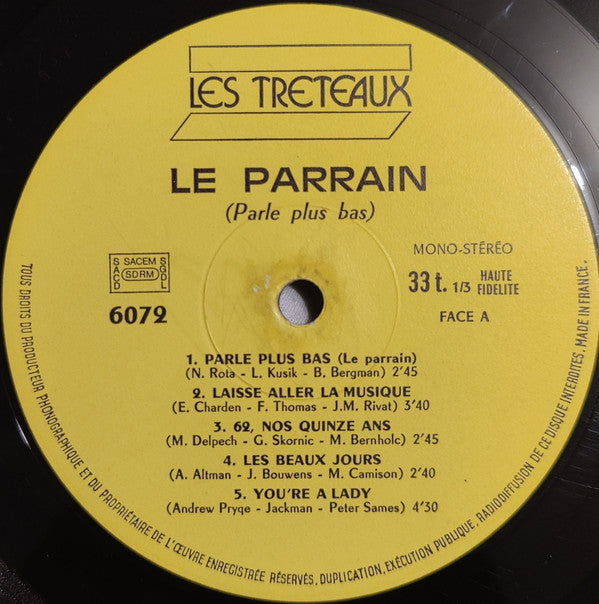 LES TRETEAUX
LE PARRAIN
(Parle plus bas)
SACD
SACEM
SDRM
SGDL
6072
MONO-STÉRÉO
33 t. 1/3 HAUTE FIDELITE
FACE A
1. PARLE PLUS BAS (Le parrain)
(N. Rota - L. Kusik - B. Bergman) 2'45
2. LAISSE ALLER LA MUSIQUE
(E. Charden - F. Thomas - J.M. Rivat) 3'40
3. 62, NOS QUINZE ANS
(M. Delpech - G. Skornic - M. Bernholc) 2'45
4. LES BEAUX JOURS
(A. Altman - J. Bouwens - M. Camison) 2'40
5. YOU'RE A LADY
(Andrew Pryqe - Jackman - Peter Sames) 4'30
TOUS DROITS DU PRODUCTEUR PHONOGRAPHIQUE ET DU PROPRIÉTAIRE DE L'ŒUVRE ENREGISTRÉE RÉSERVÉS, DUPLICATION, EXÉCUTION PUBLIQUE, RADIODIFFUSION DE CE DISQUE INTERDITES. MADE IN FRANCE.